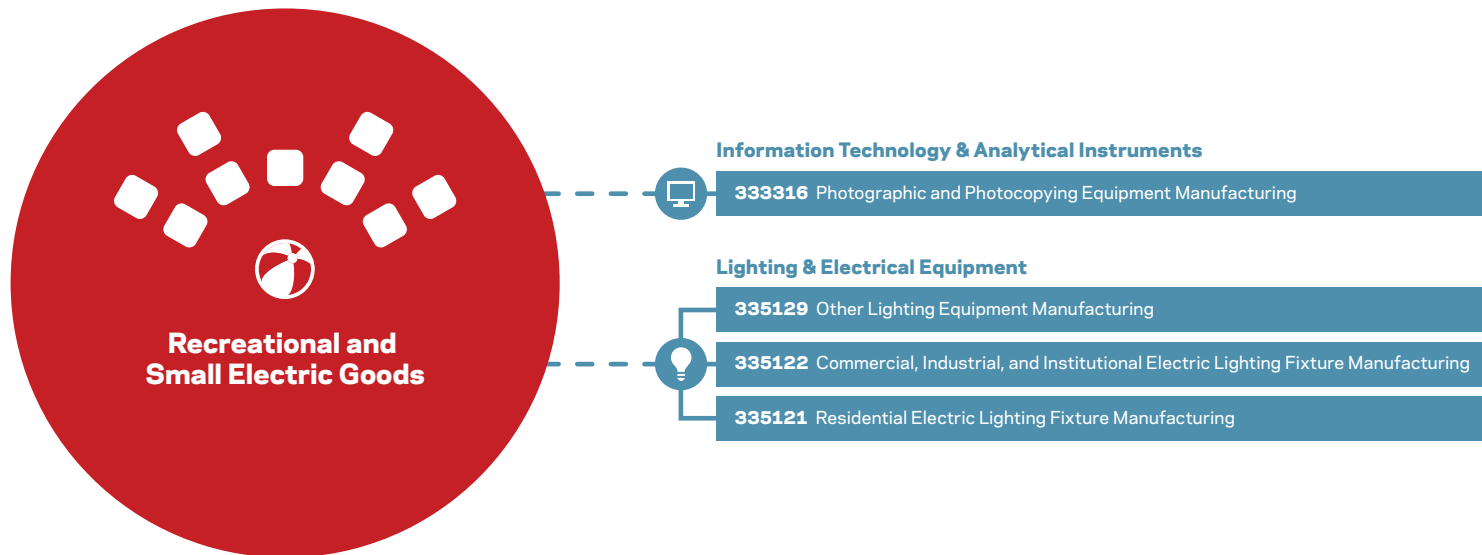 Recreational and
Small Electric Goods
Information Technology & Analytical Instruments
333316 Photographic and Photocopying Equipment Manufacturing
Lighting & Electrical Equipment
335129 Other Lighting Equipment Manufacturing
335122 Commercial, Industrial, and Institutional Electric Lighting Fixture Manufacturing
335121 Residential Electric Lighting Fixture Manufacturing